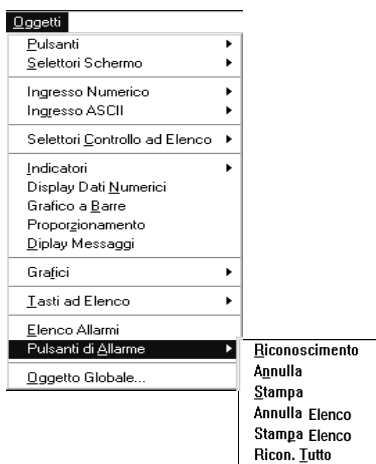 Oggetti
Pulsanti
Selettori Schermo
Ingresso Numerico
Ingresso ASCII
Selettori Controllo ad Elenco
Indicatori
Display Dati Numerici
Grafico a Barre
Proporzionamento
Diplay Messaggi
Grafici
Tasti ad Elenco
Elenco Allarmi
Pulsanti di Allarme
Oggetto Globale...
Riconoscimento
Annulla
Stampa
Annulla Elenco
Stampa Elenco
Ricon. Tutto